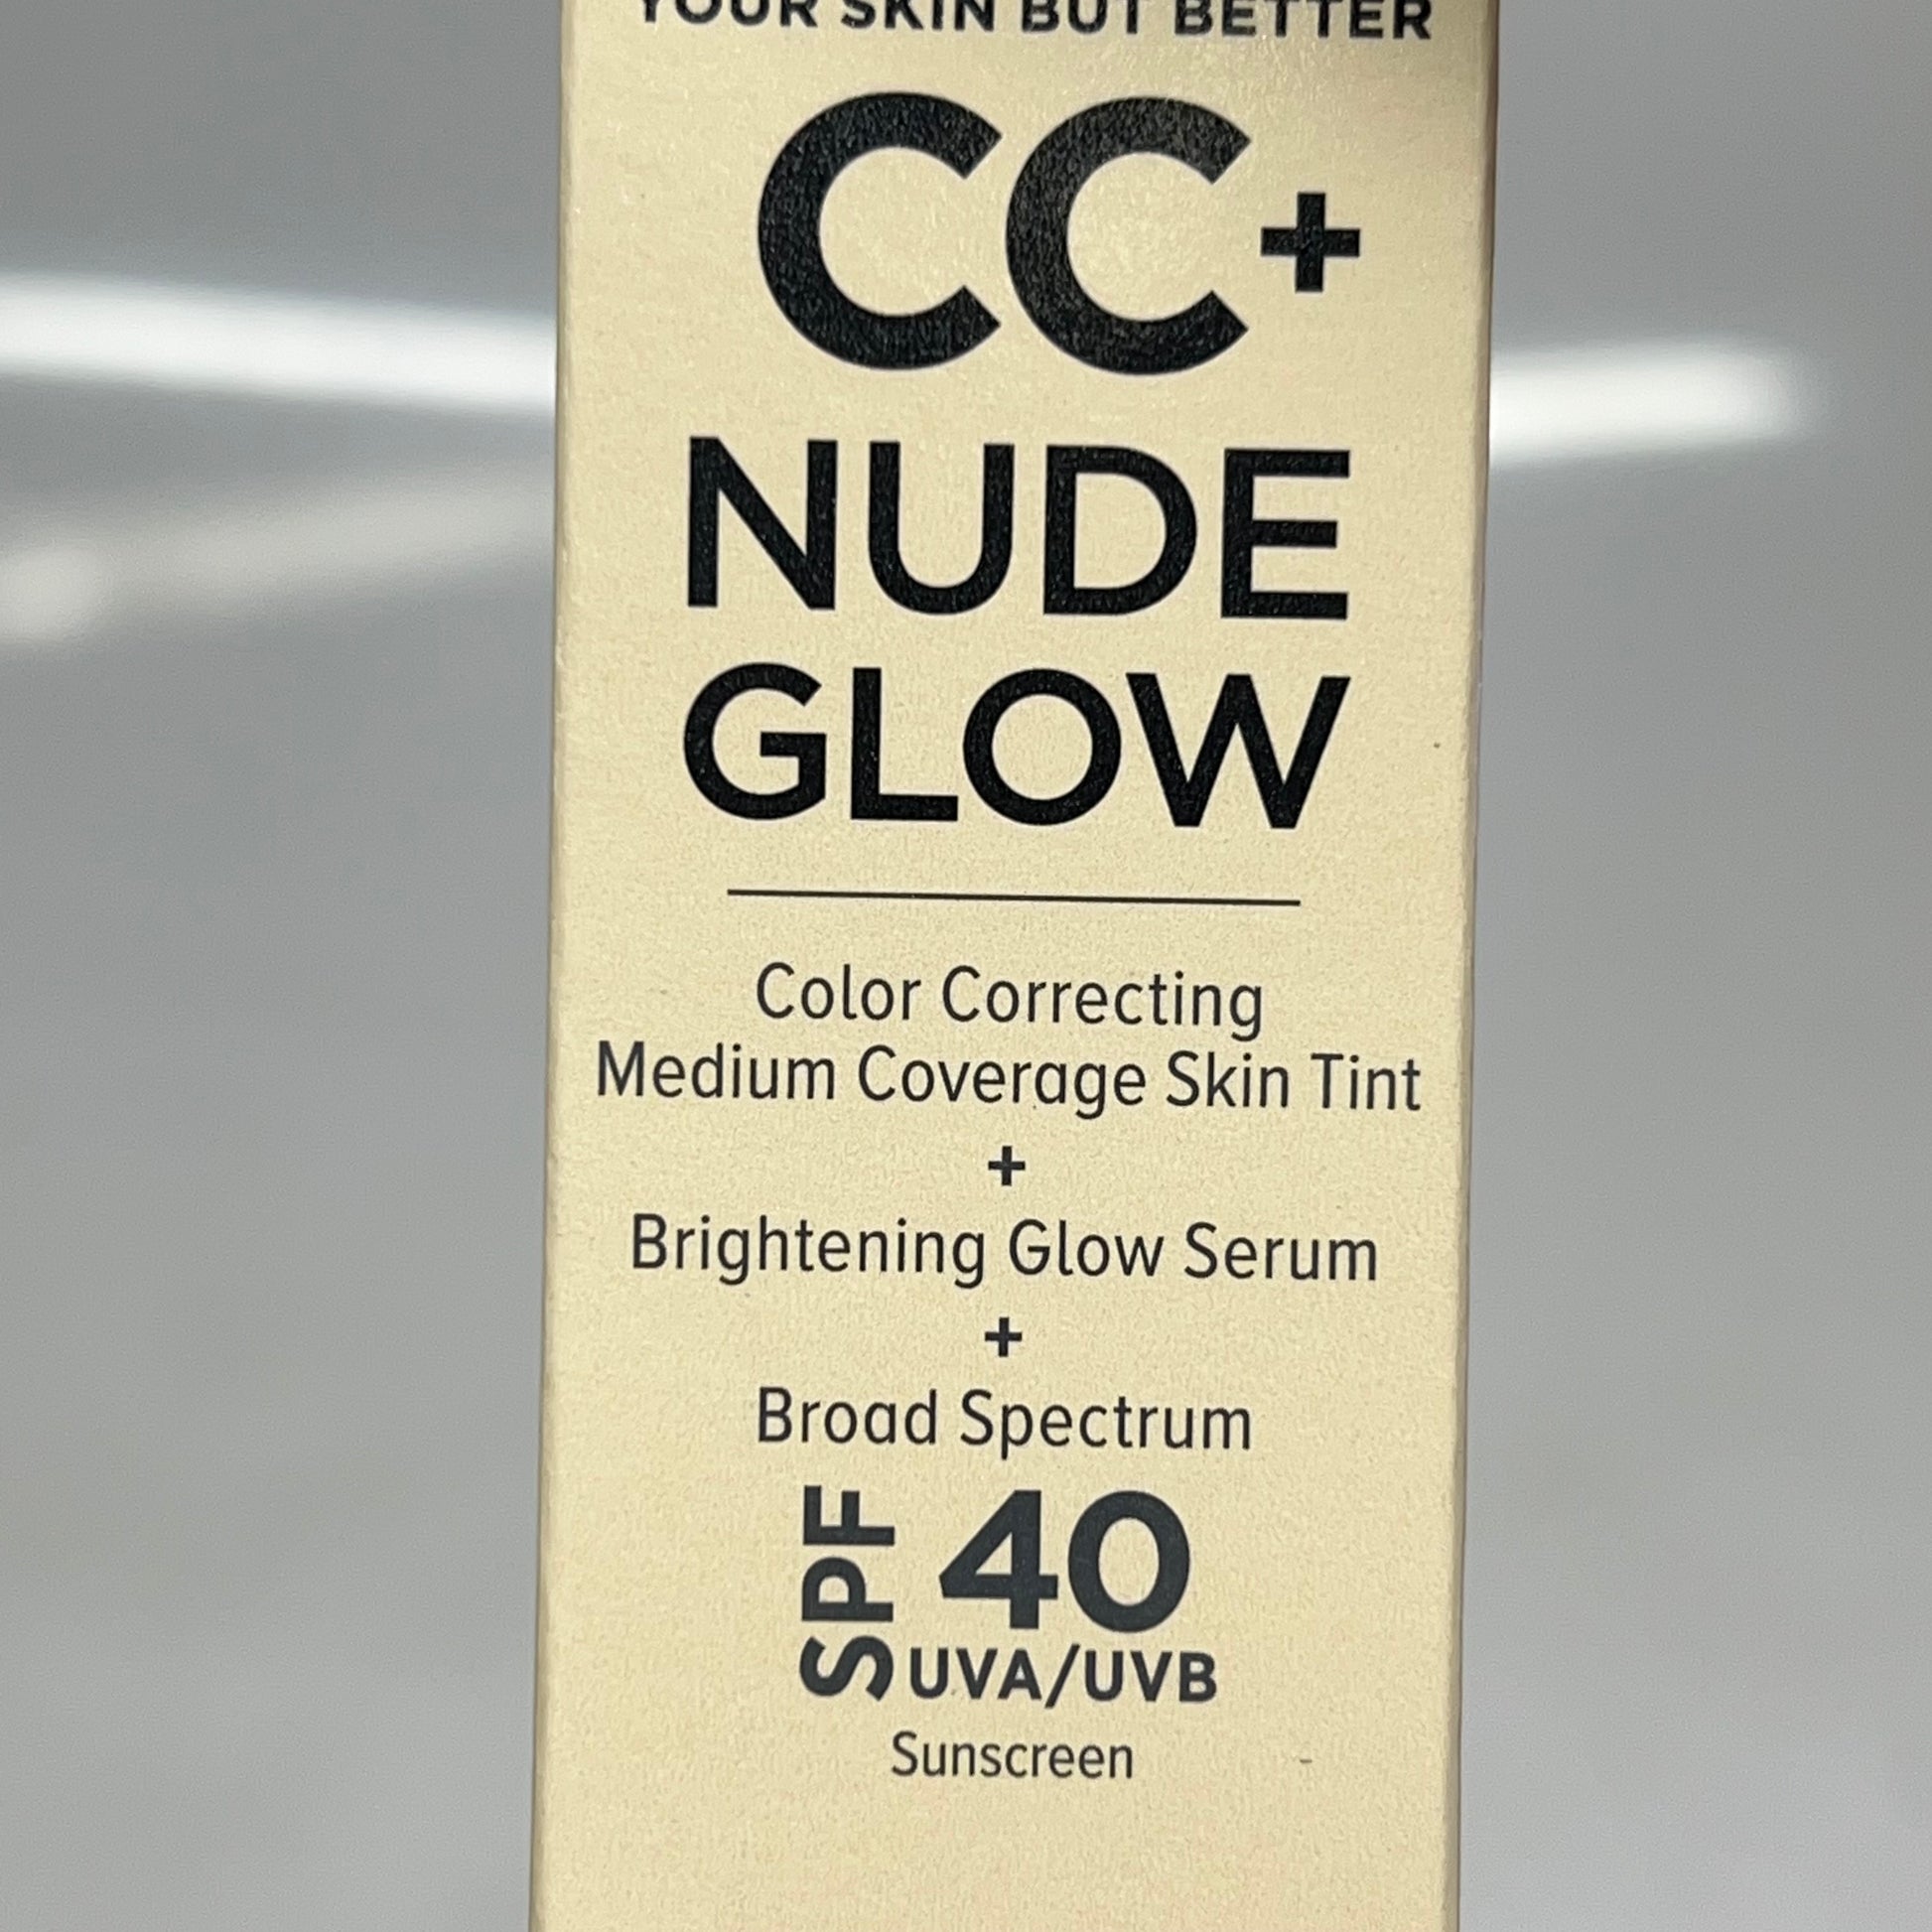 YOUR SKIN BUT BETTER
CC+
NUDE
GLOW
Color Correcting
Medium Coverage Skin Tint
+
Brightening Glow Serum
+
Broad Spectrum
SPF 40
UVA/UVB
Sunscreen